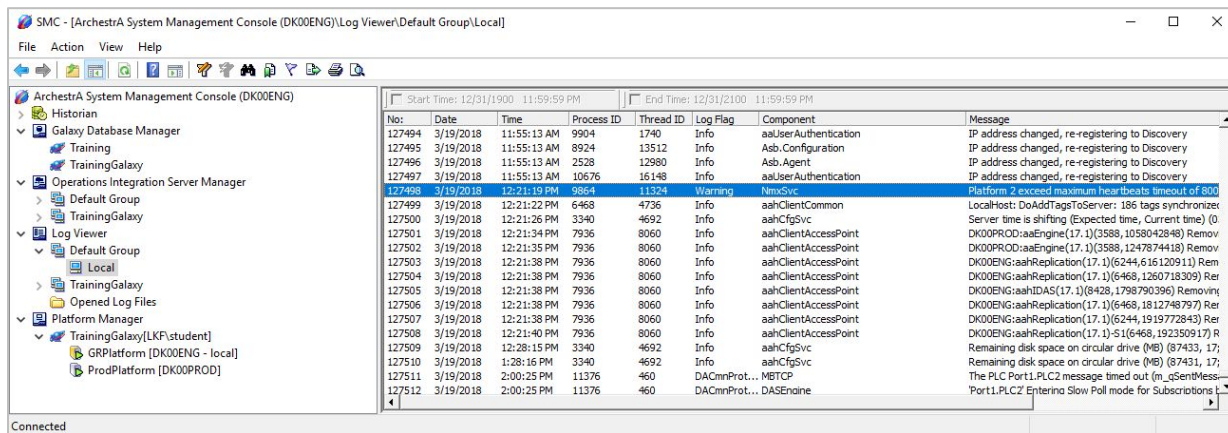 SMC - [ArchestrA System Management Console (DK00ENG)\Log Viewer\Default Group\Local]
File Action View Help
ArchestrA System Management Console (DK00ENG)
Historian
Galaxy Database Manager
Training
TrainingGalaxy
Operations Integration Server Manager
Default Group
TrainingGalaxy
Log Viewer
Default Group
Local
TrainingGalaxy
Opened Log Files
Platform Manager
TrainingGalaxy[LKF\student]
GRPlatform [DK00ENG - local]
ProdPlatform [DK00PROD]
Start Time: 12/31/1900 11:59:59 PM End Time: 12/31/2100 11:59:59 PM
No: Date Time Process ID Thread ID Log Flag Component Message
127494 3/19/2018 11:55:13 AM 9904 1740 Info aaUserAuthentication IP address changed, re-registering to Discovery
127495 3/19/2018 11:55:13 AM 8924 13512 Info Asb.Configuration IP address changed, re-registering to Discovery
127496 3/19/2018 11:55:13 AM 2528 12980 Info Asb.Agent IP address changed, re-registering to Discovery
127497 3/19/2018 11:55:13 AM 10676 16148 Info aaUserAuthentication IP address changed, re-registering to Discovery
127498 3/19/2018 12:21:19 PM 9864 11324 Warning NmxSvc Platform 2 exceed maximum heartbeats timeout of 800
127499 3/19/2018 12:21:22 PM 6468 4736 Info aahClientCommon LocalHost: DoAddTagsToServer: 186 tags synchronized
127500 3/19/2018 12:21:26 PM 3340 4692 Info aahCfgSvc Server time is shifting (Expected time, Current time) (0.
127501 3/19/2018 12:21:34 PM 7936 8060 Info aahClientAccessPoint DK00PROD:aaEngine(17.1)(3588,1058042848) Remov
127502 3/19/2018 12:21:35 PM 7936 8060 Info aahClientAccessPoint DK00PROD:aaEngine(17.1)(3588,1247874418) Remov
127503 3/19/2018 12:21:38 PM 7936 8060 Info aahClientAccessPoint DK00ENG:aahReplication(17.1)(6244,616120911) Rem
127504 3/19/2018 12:21:38 PM 7936 8060 Info aahClientAccessPoint DK00ENG:aahReplication(17.1)(6468,1260718309) Re
127505 3/19/2018 12:21:38 PM 7936 8060 Info aahClientAccessPoint DK00ENG:aahIDAS(17.1)(8428,1798790396) Removing
127506 3/19/2018 12:21:38 PM 7936 8060 Info aahClientAccessPoint DK00ENG:aahReplication(17.1)(6468,1812748797) Re
127507 3/19/2018 12:21:38 PM 7936 8060 Info aahClientAccessPoint DK00ENG:aahReplication(17.1)(6244,1919772843) Re
127508 3/19/2018 12:21:40 PM 7936 8060 Info aahClientAccessPoint DK00ENG:aahReplication(17.1)-S1(6468,192350917) R
127509 3/19/2018 12:28:15 PM 3340 4692 Info aahCfgSvc Remaining disk space on circular drive (MB) (87433, 17;
127510 3/19/2018 1:28:16 PM 3340 4692 Info aahCfgSvc Remaining disk space on circular drive (MB) (87431, 17;
127511 3/19/2018 2:00:25 PM 11376 460 DACmnProt... MBTCP The PLC Port1.PLC2 message timed out (m_qSentMess
127512 3/19/2018 2:00:25 PM 11376 460 DACmnProt... DASEngine 'Port1.PLC2' Entering Slow Poll mode for Subscriptions
Connected